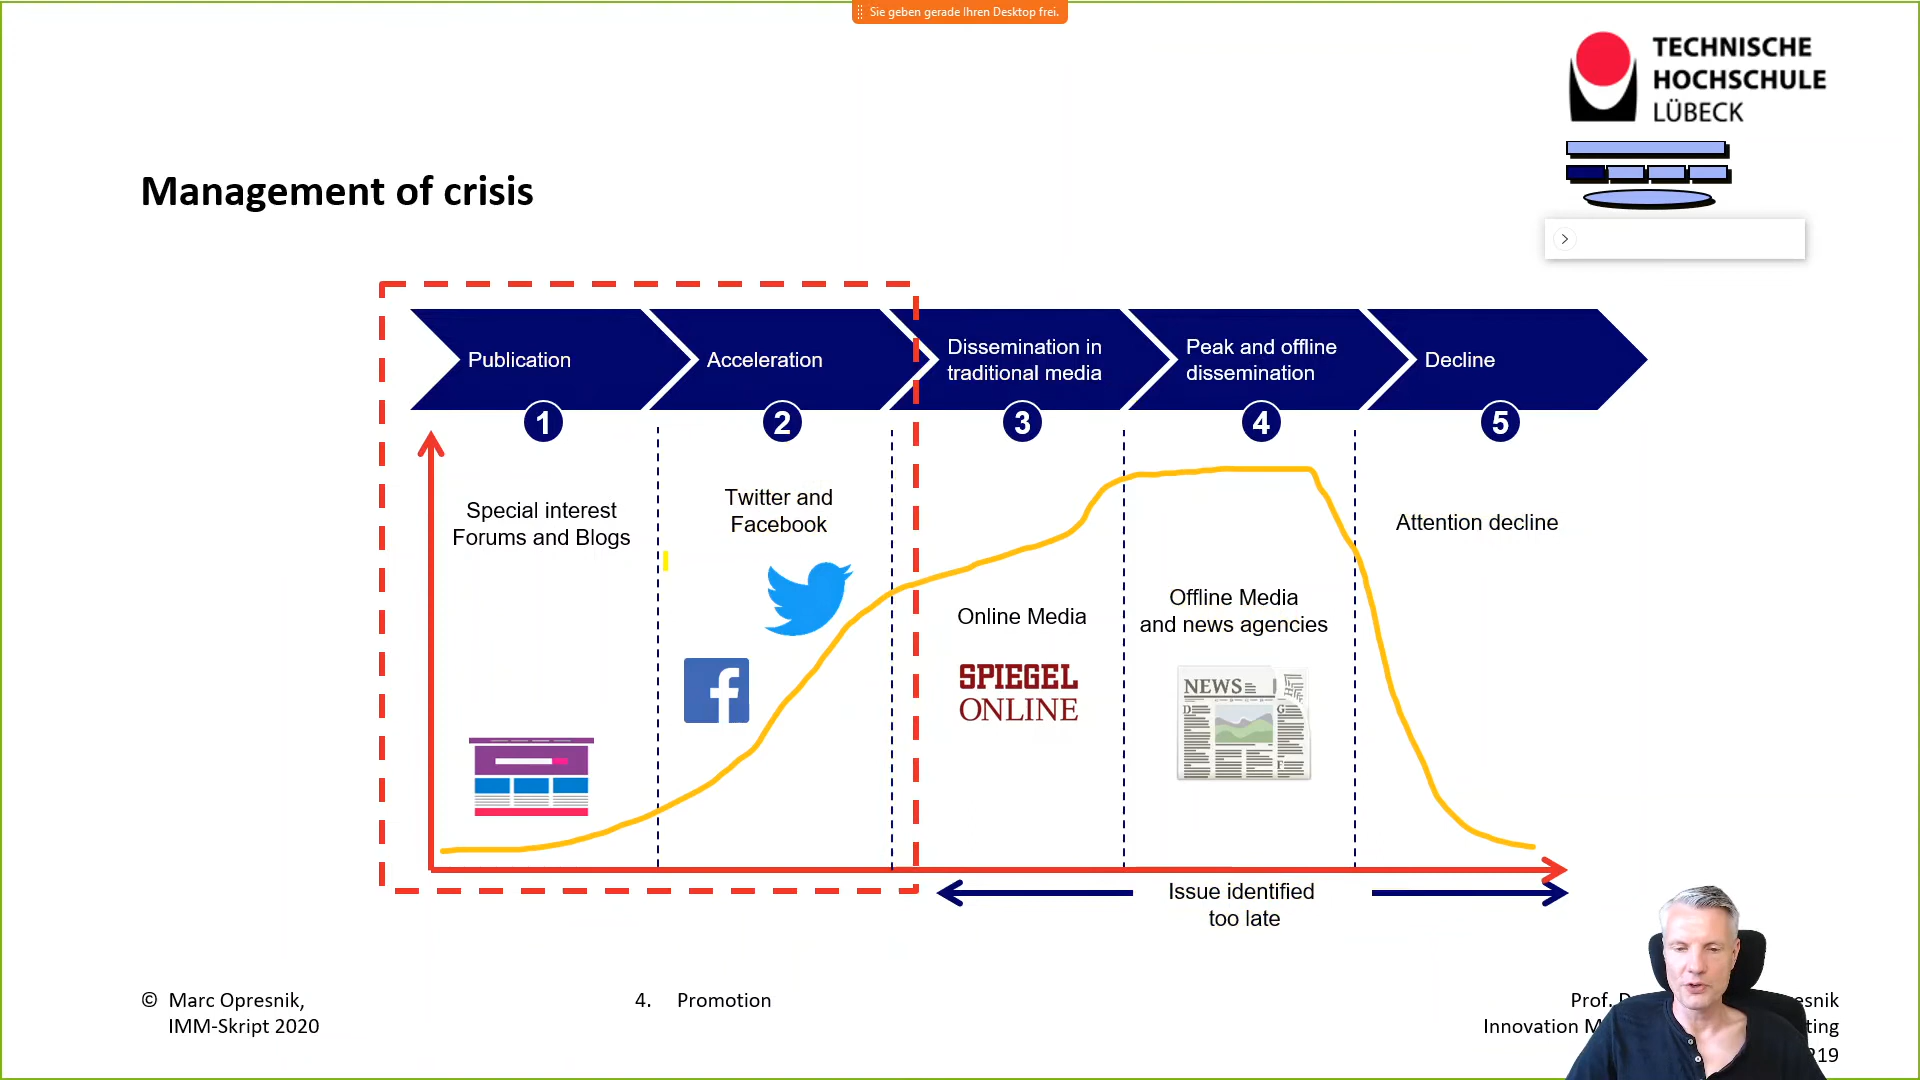 Sie geben gerade Ihren Desktop frei.
TECHNISCHE
HOCHSCHULE
LÜBECK
Management of crisis
Publication
Acceleration
Dissemination in
traditional media
Peak and offline
dissemination
Decline
1
2
3
4
5
Special interest
Forums and Blogs
Twitter and
Facebook
Online Media
SPIEGEL
ONLINE
Offline Media
and news agencies
NEWS
Attention decline
Issue identified
too late
© Marc Opresnik,
IMM-Skript 2020
4. Promotion
Prof.
Innovation
219